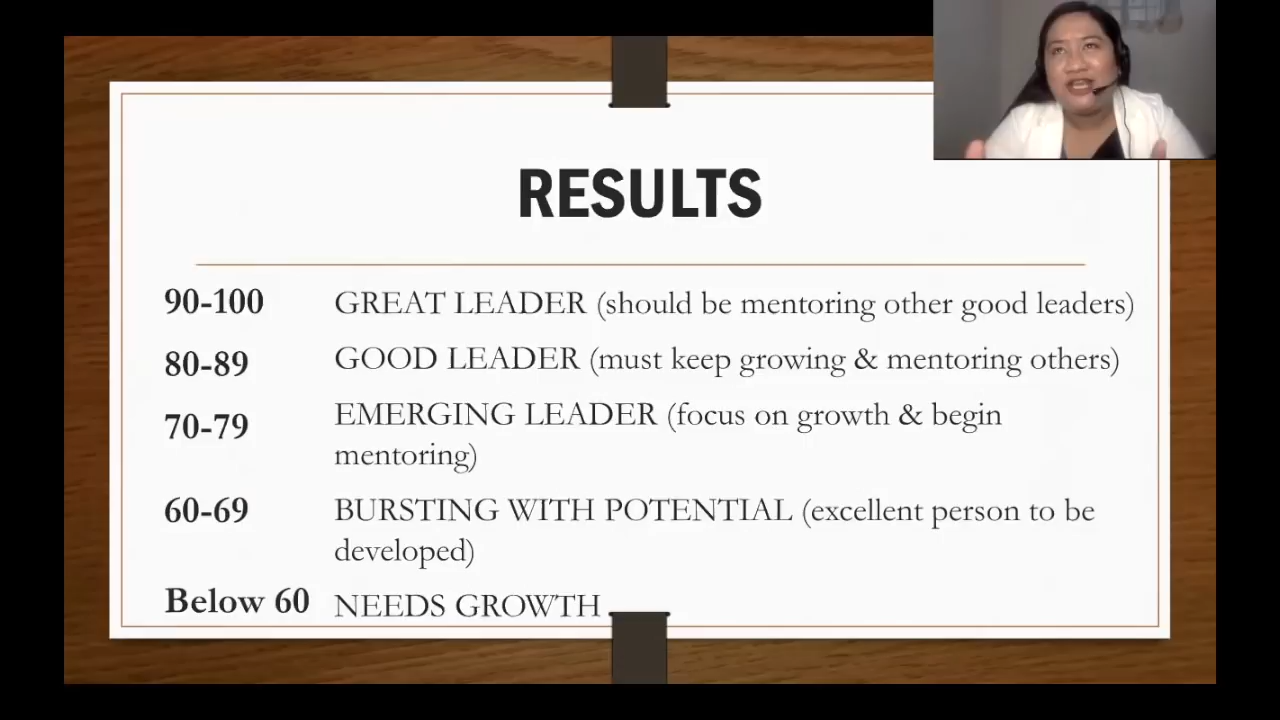 RESULTS
90-100 GREAT LEADER (should be mentoring other good leaders)
80-89 GOOD LEADER (must keep growing & mentoring others)
70-79 EMERGING LEADER (focus on growth & begin
mentoring)
60-69 BURSTING WITH POTENTIAL (excellent person to be
developed)
Below 60 NEEDS GROWTH